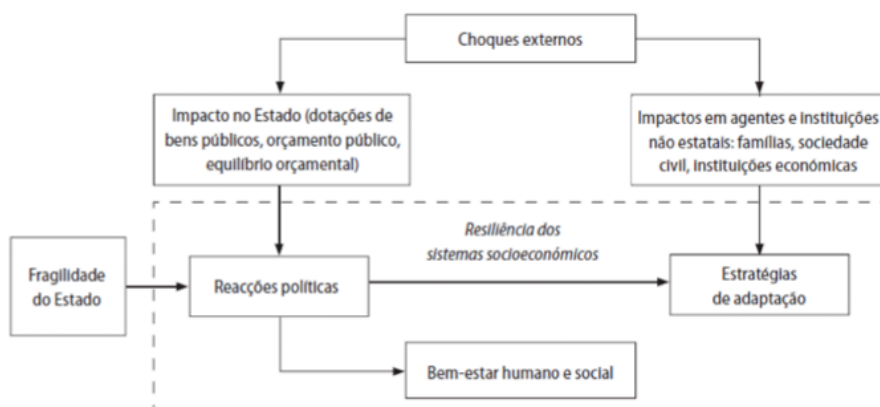 Choques externos
Impacto no Estado (dotações de
bens públicos, orçamento público,
equilíbrio orçamental)
Impactos em agentes e instituições
não estatais: famílias, sociedade
civil, instituições económicas
Resiliência dos
sistemas socioeconómicos
Fragilidade
do Estado
Reacções políticas
Estratégias
de adaptação
Bem-estar humano e social